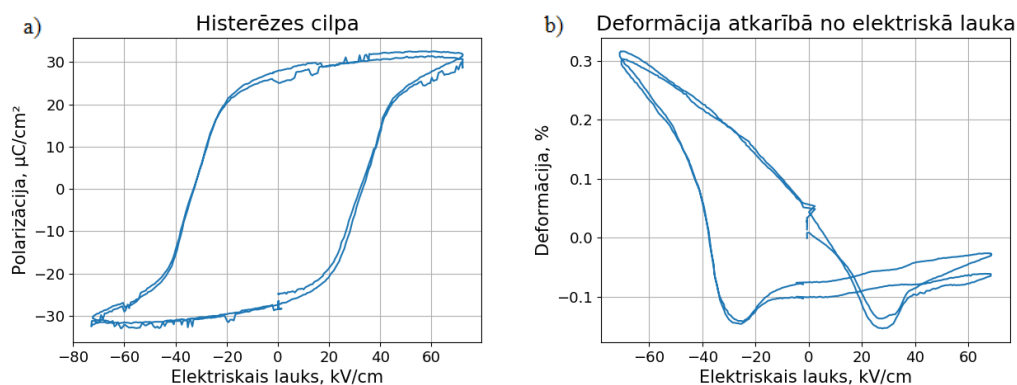 a)
Histerēzes cilpa
Polarizācija, µC/cm²
30
20
10
0
−10
−20
−30
−80 −60 −40 −20 0 20 40 60
Elektriskais lauks, kV/cm
b)
Deformācija atkarībā no elektriskā lauka
Deformācija, %
0.3
0.2
0.1
0.0
−0.1
−60 −40 −20 0 20 40 60
Elektriskais lauks, kV/cm